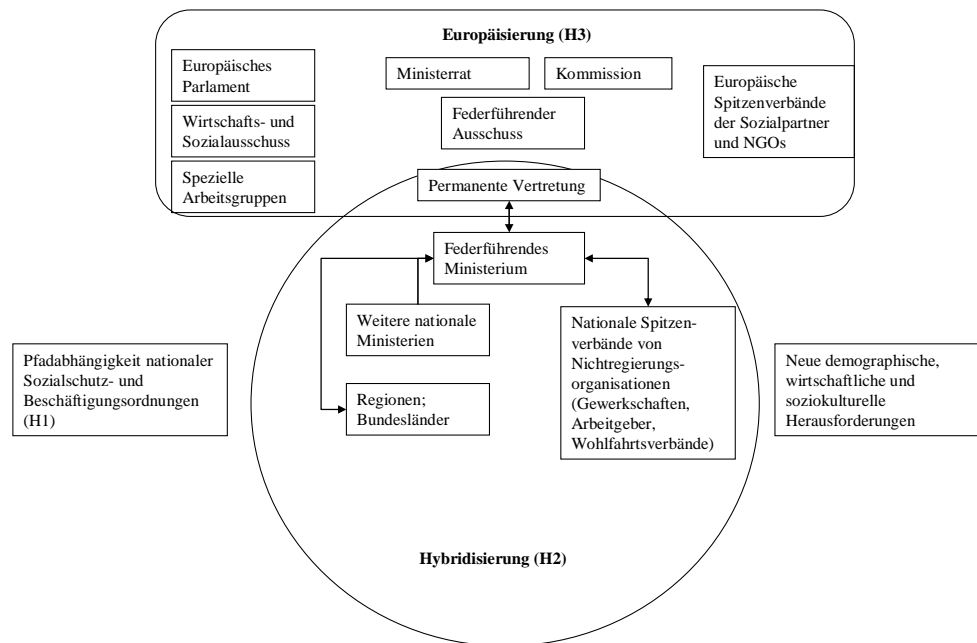 Europäisierung (H3)
Europäisches
Parlament
Ministerrat
Kommission
Europäische
Spitzenverbände
der Sozialpartner
und NGOs
Wirtschafts- und
Sozialausschuss
Federführender
Ausschuss
Spezielle
Arbeitsgruppen
Permanente Vertretung
Federführendes
Ministerium
Weitere nationale
Ministerien
Nationale Spitzen-
verbände von
Nichtregierungs-
organisationen
(Gewerkschaften,
Arbeitgeber,
Wohlfahrtsverbände)
Pfadabhängigkeit nationaler
Sozialschutz- und
Beschäftigungsordnungen
(H1)
Regionen;
Bundesländer
Neue demographische,
wirtschaftliche und
soziokulturelle
Herausforderungen
Hybridisierung (H2)